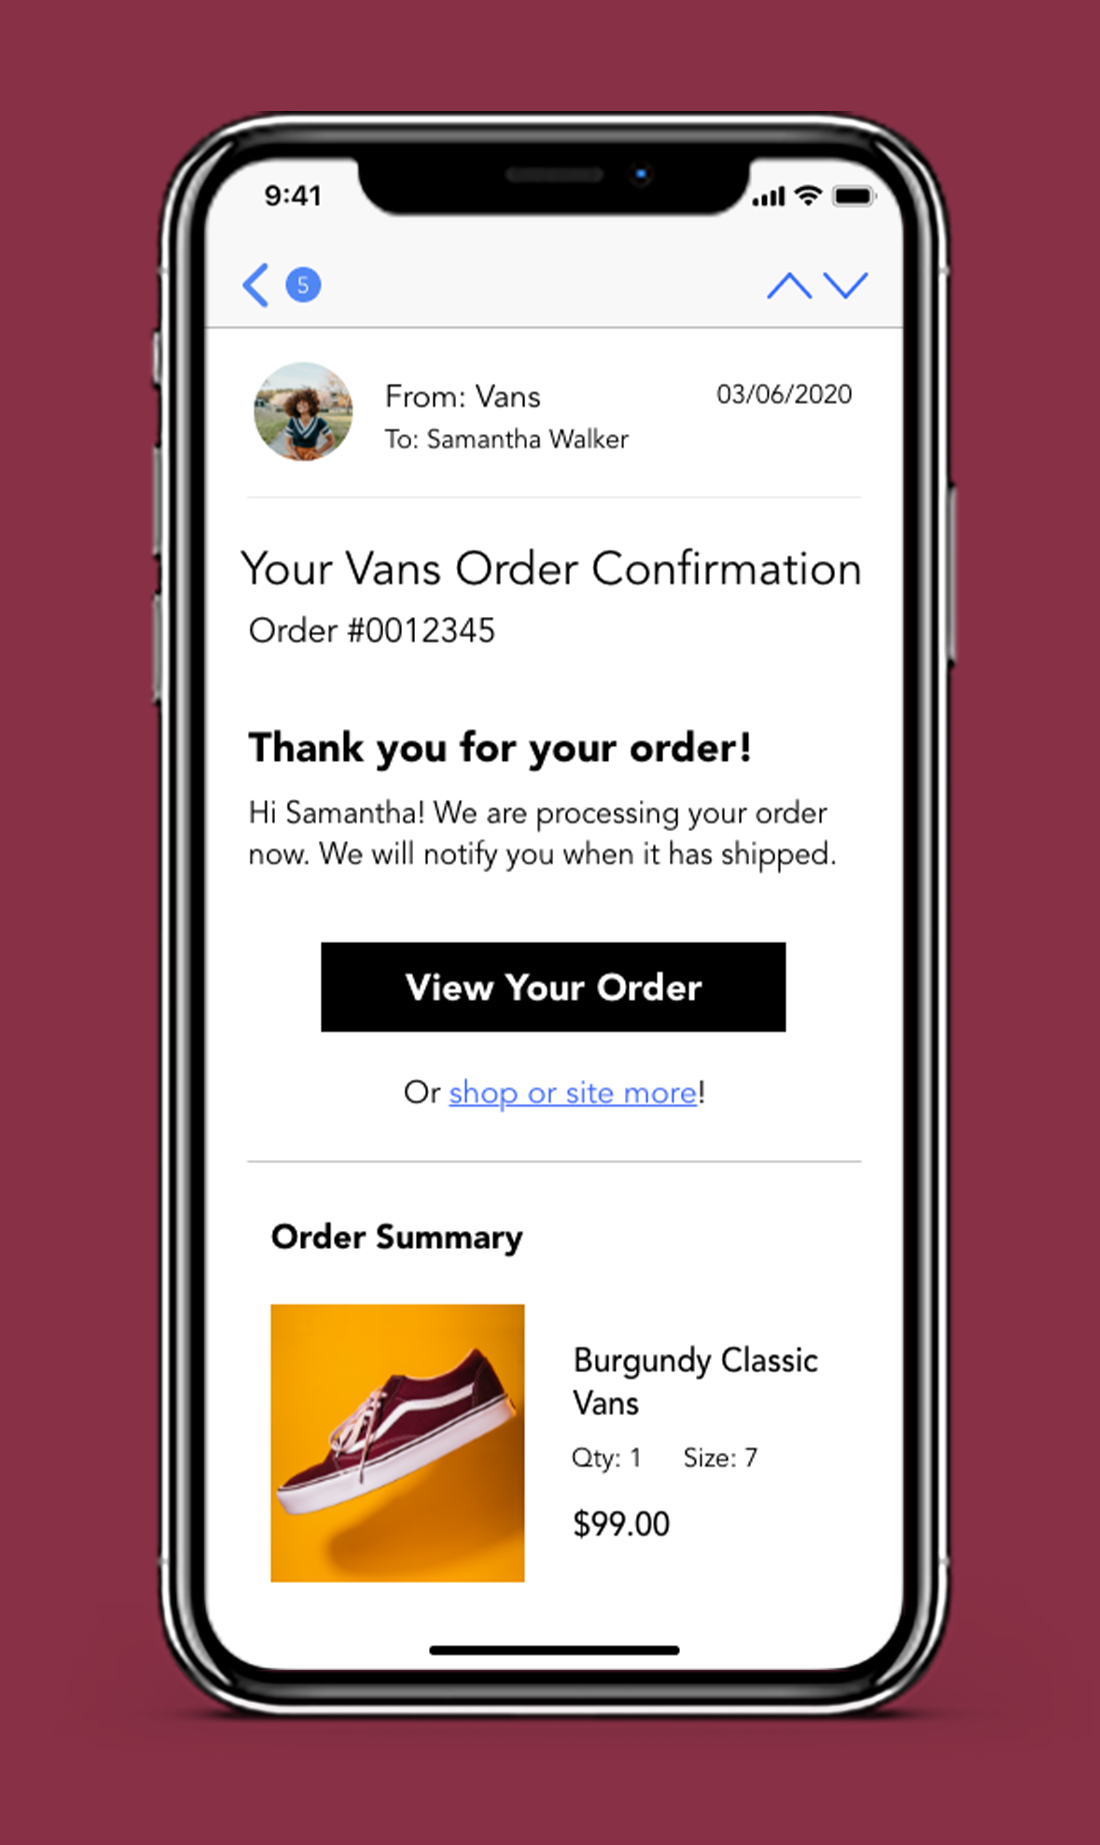 9:41
5
From: Vans
03/06/2020
To: Samantha Walker
Your Vans Order Confirmation
Order #0012345
Thank you for your order!
Hi Samantha! We are processing your order
now. We will notify you when it has shipped.
View Your Order
Or shop or site more!
Order Summary
Burgundy Classic
Vans
Qty: 1 Size: 7
$99.00